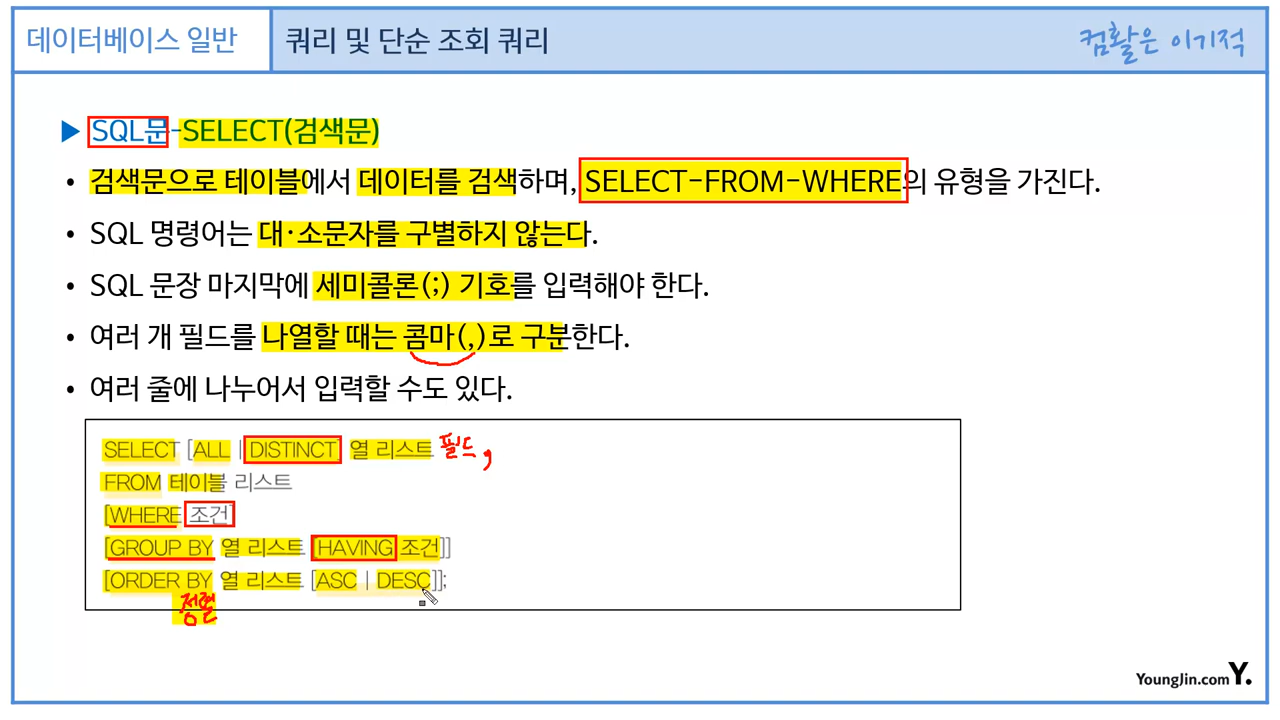 데이터베이스 일반
쿼리 및 단순 조회 쿼리
컴활은 이기적
▶ SQL문-SELECT(검색문)
• 검색문으로 테이블에서 데이터를 검색하며, SELECT-FROM-WHERE의 유형을 가진다.
• SQL 명령어는 대·소문자를 구별하지 않는다.
• SQL 문장 마지막에 세미콜론(;) 기호를 입력해야 한다.
• 여러 개 필드를 나열할 때는 콤마(,)로 구분한다.
• 여러 줄에 나누어서 입력할 수도 있다.
SELECT [ALL | DISTINCT] 열 리스트 필드,
FROM 테이블 리스트
[WHERE 조건]
[GROUP BY 열 리스트 [HAVING 조건]]
[ORDER BY 열 리스트 [ASC | DESC]];
정렬
YoungJin.com Y.